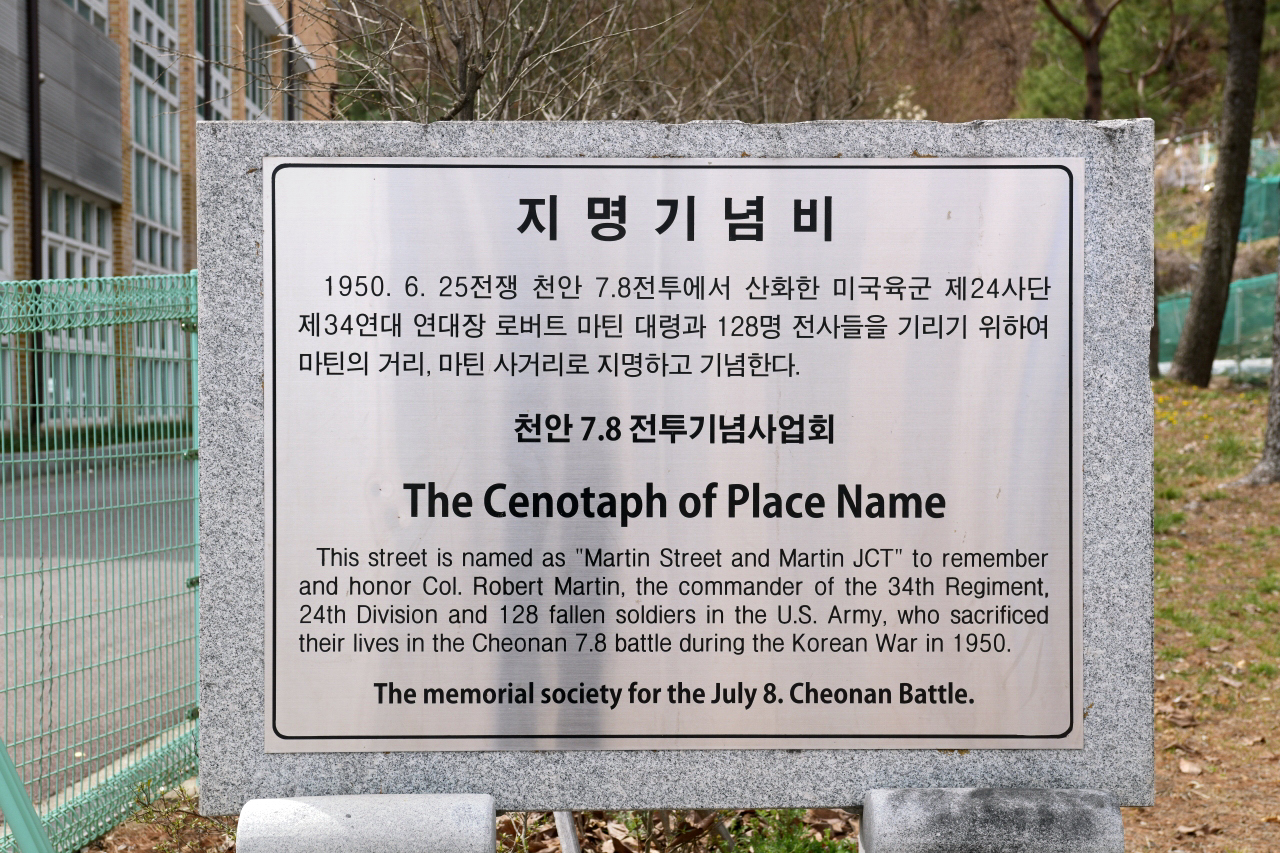 지 명 기 념 비
1950. 6. 25전쟁 천안 7.8전투에서 산화한 미국육군 제24사단
제34연대 연대장 로버트 마틴 대령과 128명 전사들을 기리기 위하여
마틴의 거리, 마틴 사거리로 지명하고 기념한다.
천안 7.8 전투기념사업회
The Cenotaph of Place Name
This street is named as "Martin Street and Martin JCT" to remember
and honor Col. Robert Martin, the commander of the 34th Regiment,
24th Division and 128 fallen soldiers in the U.S. Army, who sacrificed
their lives in the Cheonan 7.8 battle during the Korean War in 1950.
The memorial society for the July 8. Cheonan Battle.